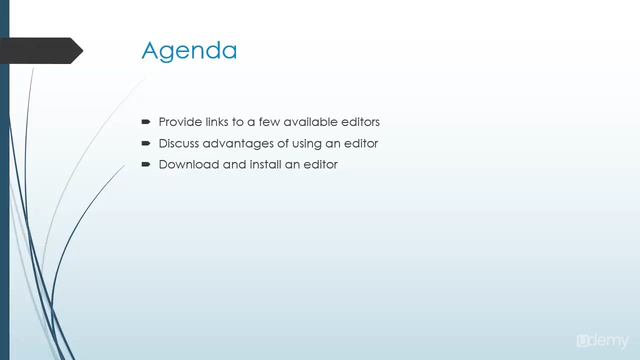 Agenda
Provide links to a few available editors
Discuss advantages of using an editor
Download and install an editor
Udemy